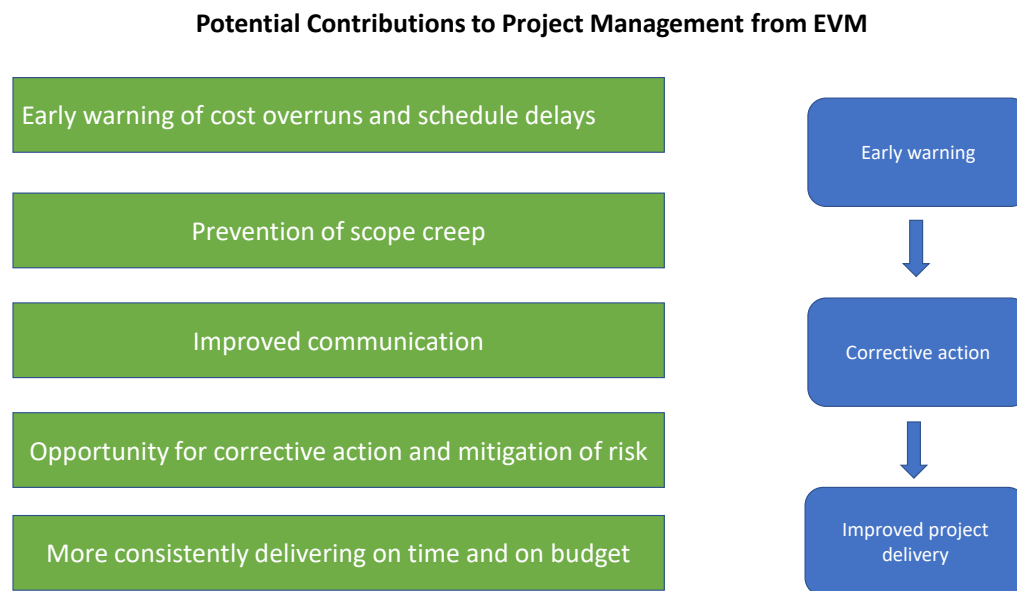 Potential Contributions to Project Management from EVM
Early warning of cost overruns and schedule delays
Prevention of scope creep
Improved communication
Opportunity for corrective action and mitigation of risk
More consistently delivering on time and on budget
Early warning
Corrective action
Improved project
delivery